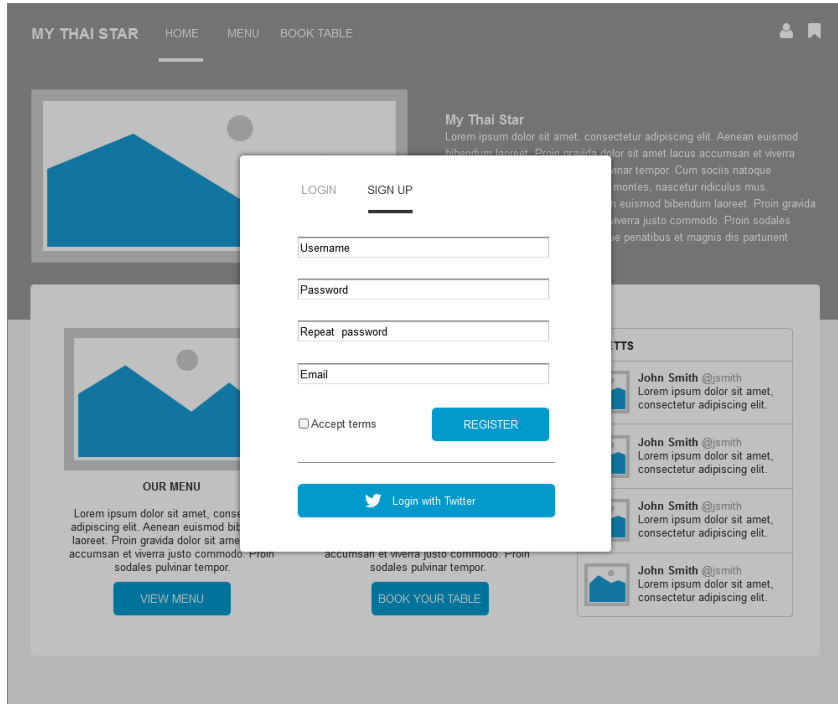 MY THAI STAR HOME MENU BOOK TABLE
My Thai Star
Lorem ipsum dolor sit amet, consectetur adipiscing elit. Aenean euismod
bibendum laoreet. Proin gravida dolor sit amet lacus accumsan et viverra
tempor. Cum sociis natoque
montes, nascetur ridiculus mus.
euismod bibendum laoreet. Proin gravida
viverra justo commodo. Proin sodales
penatibus et magnis dis parturient
LOGIN SIGN UP
Username
Password
Repeat password
Email
Accept terms REGISTER
Login with Twitter
OUR MENU
Lorem ipsum dolor sit amet,
adipiscing elit. Aenean euismod
laoreet. Proin gravida dolor sit
accumsan et viverra justo commodo. Proin
sodales pulvinar tempor.
VIEW MENU
accumsan et viverra justo commodo. Proin
sodales pulvinar tempor.
BOOK YOUR TABLE
John Smith @jsmith
Lorem ipsum dolor sit amet,
consectetur adipiscing elit.
John Smith @jsmith
Lorem ipsum dolor sit amet,
consectetur adipiscing elit.
John Smith @jsmith
Lorem ipsum dolor sit amet,
consectetur adipiscing elit.
John Smith @jsmith
Lorem ipsum dolor sit amet,
consectetur adipiscing elit.